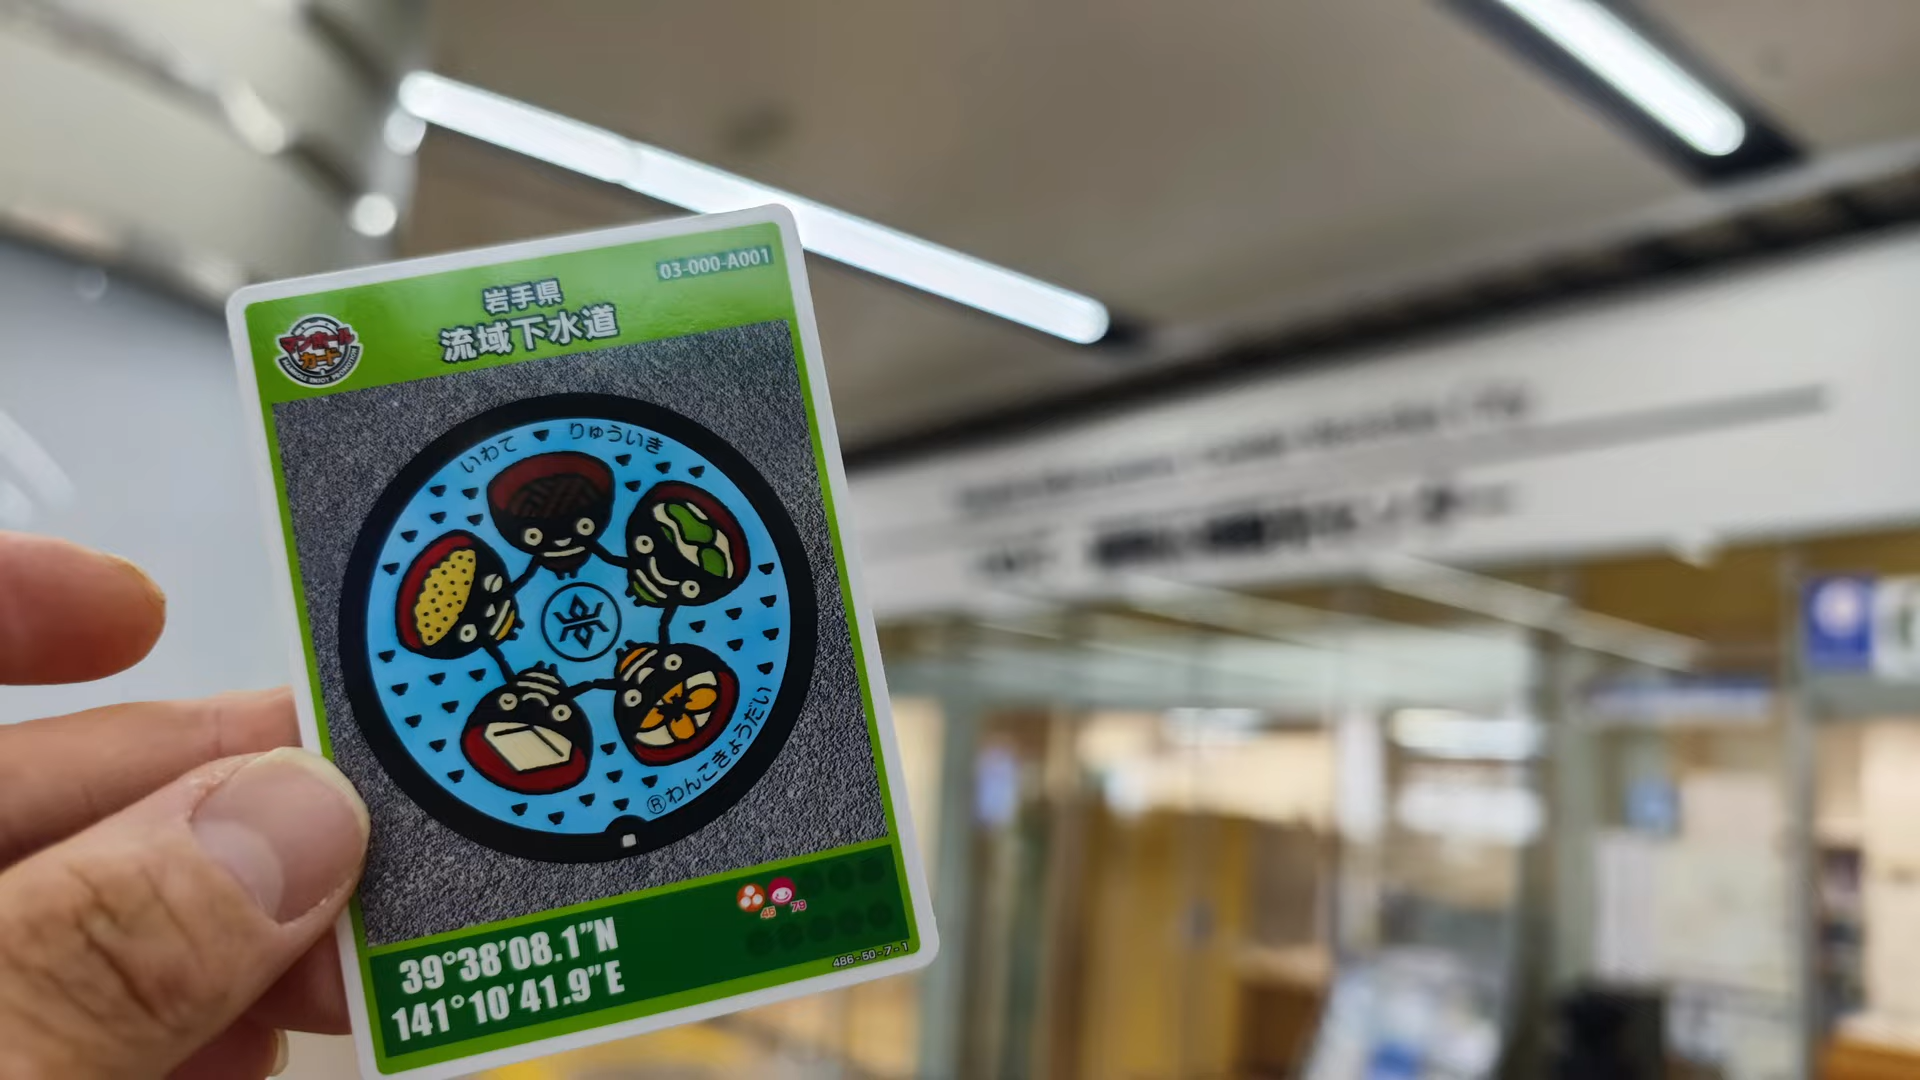 03-000-A001
岩手県
流域下水道
マンホール
カード
いわて りゅういき
®わんこきょうだい
46 79
39°38'08.1"N
141°10'41.9"E
486-60-7-1